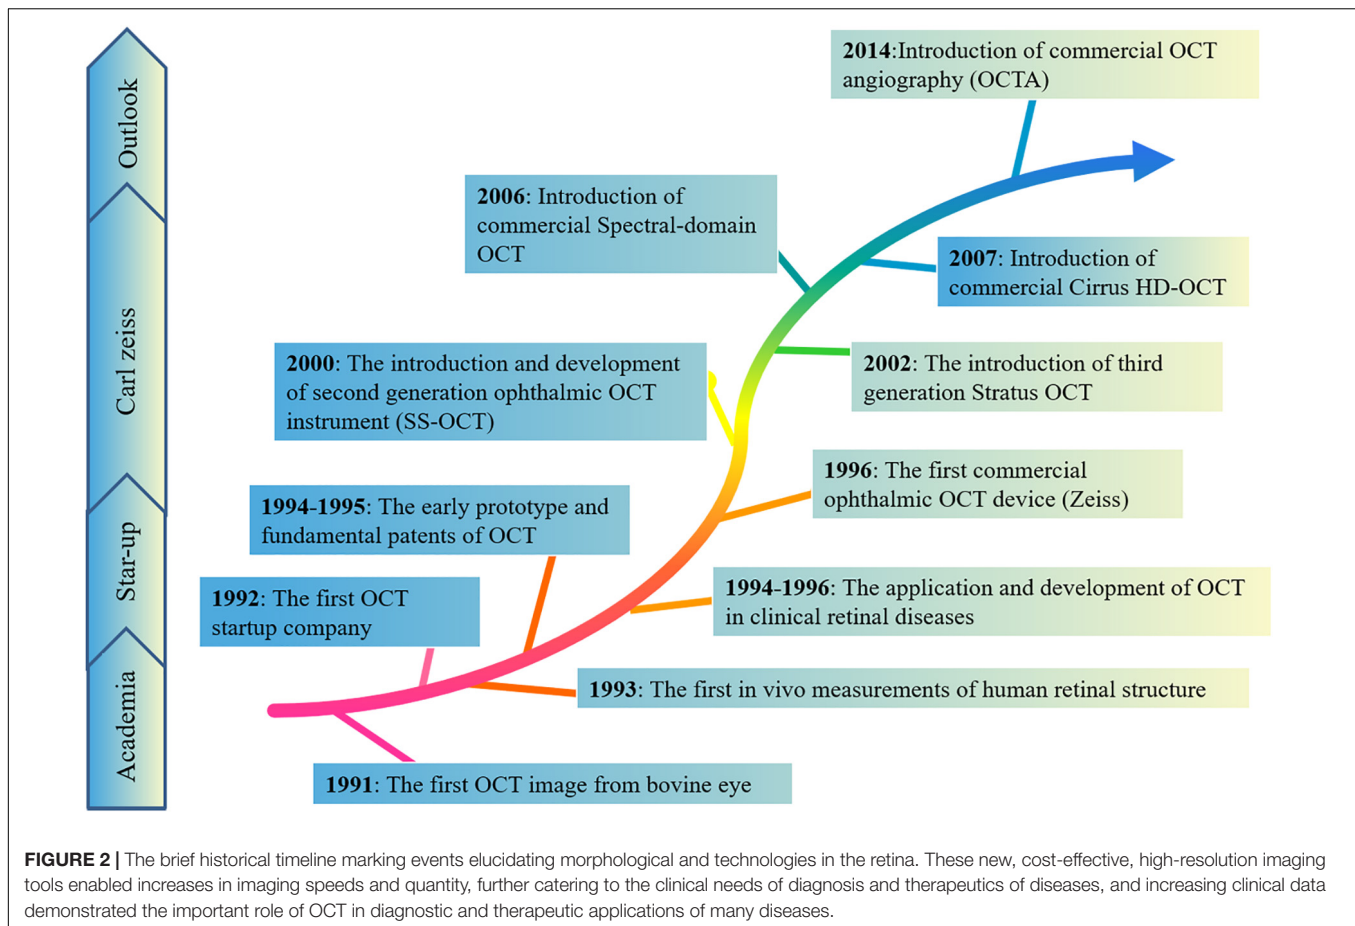 Outlook
Carl zeiss
Star-up
Academia
2014:Introduction of commercial OCT
angiography (OCTA)
2006: Introduction of
commercial Spectral-domain
OCT
2007: Introduction of
commercial Cirrus HD-OCT
2000: The introduction and development
of second generation ophthalmic OCT
instrument (SS-OCT)
2002: The introduction of third
generation Stratus OCT
1996: The first commercial
ophthalmic OCT device (Zeiss)
1994-1995: The early prototype and
fundamental patents of OCT
1994-1996: The application and development of OCT
in clinical retinal diseases
1992: The first OCT
startup company
1993: The first in vivo measurements of human retinal structure
1991: The first OCT image from bovine eye
FIGURE 2 | The brief historical timeline marking events elucidating morphological and technologies in the retina. These new, cost-effective, high-resolution imaging
tools enabled increases in imaging speeds and quantity, further catering to the clinical needs of diagnosis and therapeutics of diseases, and increasing clinical data
demonstrated the important role of OCT in diagnostic and therapeutic applications of many diseases.